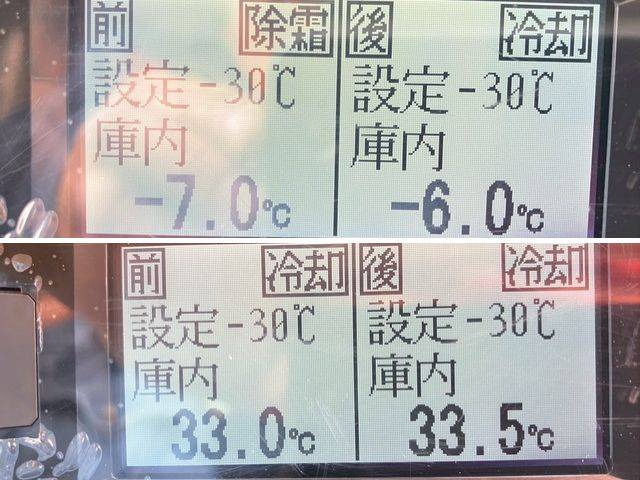 前 除霜 後 冷却
設定-30℃ 設定-30℃
庫内 庫内
-7.0℃ -6.0℃
前 冷却 後 冷却
設定-30℃ 設定-30℃
庫内 庫内
33.0℃ 33.5℃